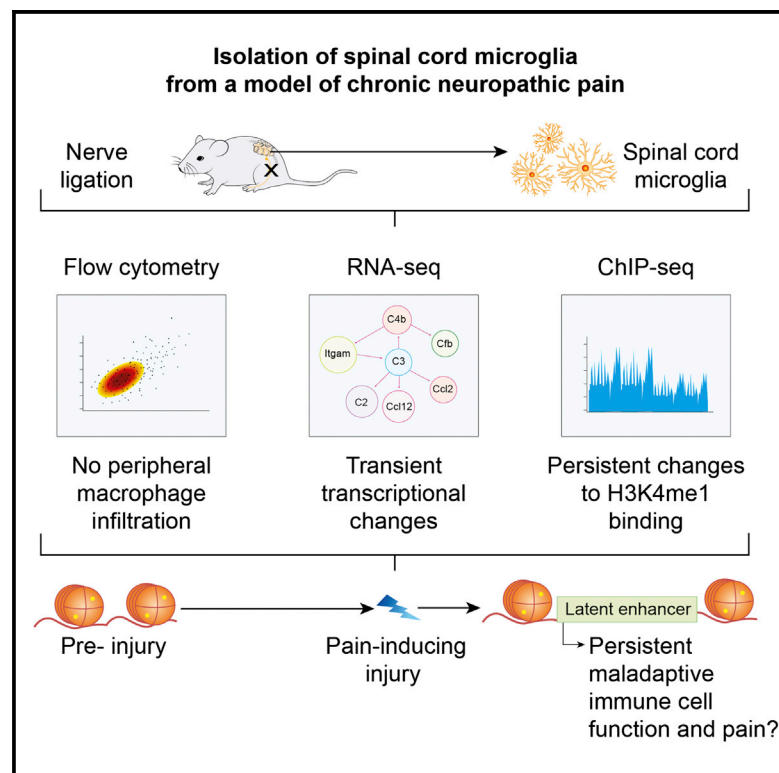 Isolation of spinal cord microglia
from a model of chronic neuropathic pain
Nerve
ligation
X
Spinal cord
microglia
Flow cytometry
RNA-seq
ChIP-seq
C4b
Cfb
Itgam
C3
Ccl2
C2
Ccl12
No peripheral
macrophage
infiltration
Transient
transcriptional
changes
Persistent changes
to H3K4me1
binding
Latent enhancer
Pre- injury
Pain-inducing
injury
Persistent
maladaptive
immune cell
function and pain?